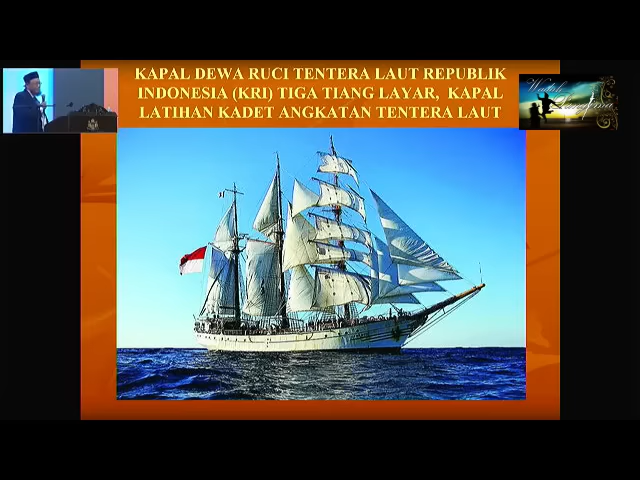 KAPAL DEWA RUCI TENTERA LAUT REPUBLIK
INDONESIA (KRI) TIGA TIANG LAYAR, KAPAL
LATIHAN KADET ANGKATAN TENTERA LAUT